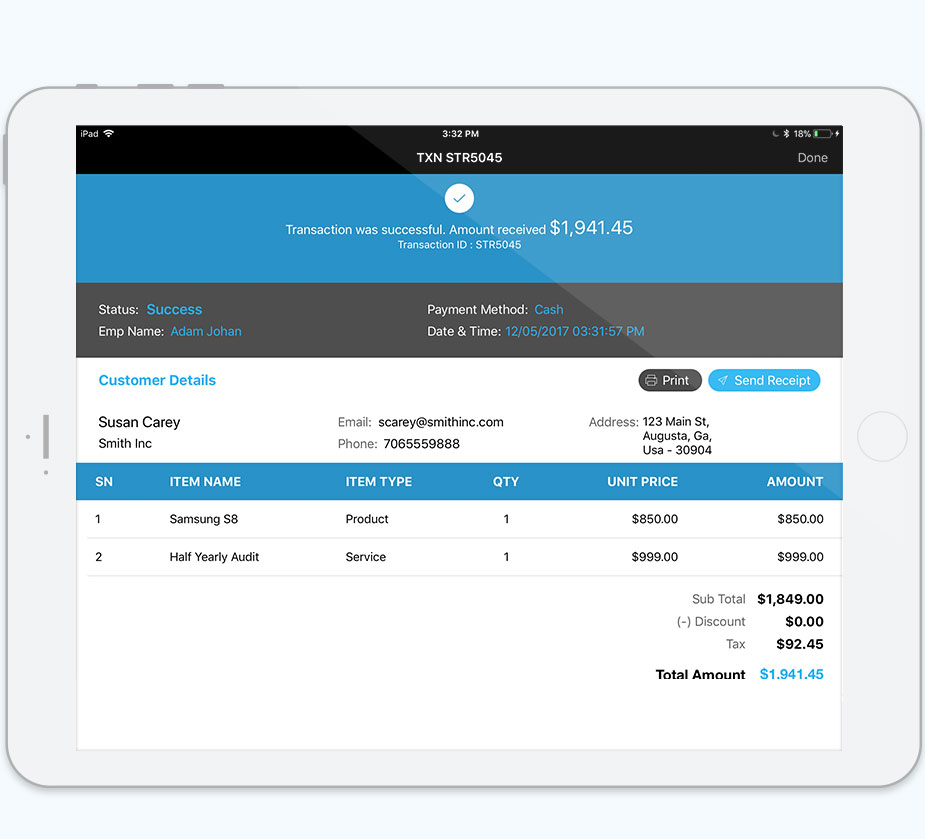 iPad 3:32 PM 18%
TXN STR5045 Done
Transaction was successful. Amount received $1,941.45
Transaction ID : STR5045
Status: Success Payment Method: Cash
Emp Name: Adam Johan Date & Time: 12/05/2017 03:31:57 PM
Customer Details Print Send Receipt
Susan Carey Email: scarey@smithinc.com Address: 123 Main St,
Smith Inc Phone: 7065559888 Augusta, Ga,
Usa - 30904
SN ITEM NAME ITEM TYPE QTY UNIT PRICE AMOUNT
1 Samsung S8 Product 1 $850.00 $850.00
2 Half Yearly Audit Service 1 $999.00 $999.00
Sub Total $1,849.00
(-) Discount $0.00
Tax $92.45
Total Amount $1.941.45